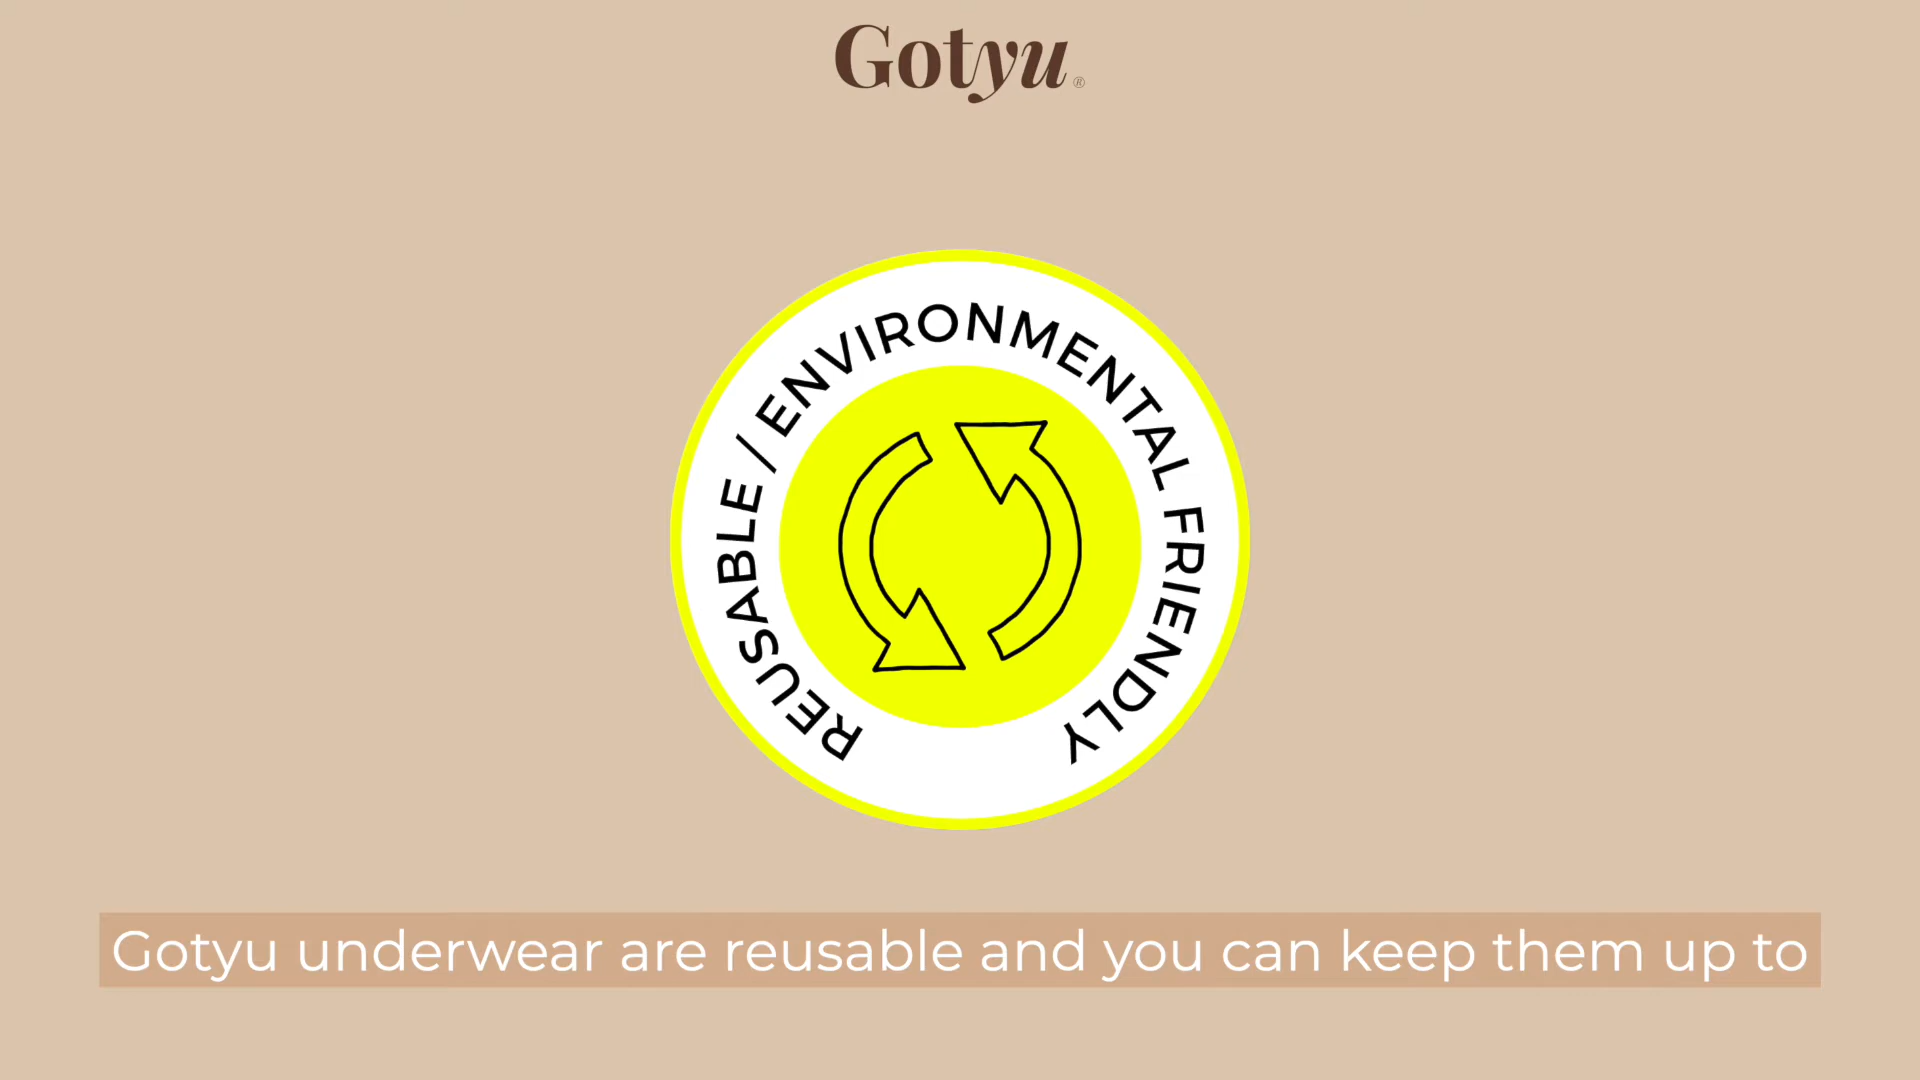 Gotyu®
REUSABLE / ENVIRONMENTAL FRIENDLY
Gotyu underwear are reusable and you can keep them up to